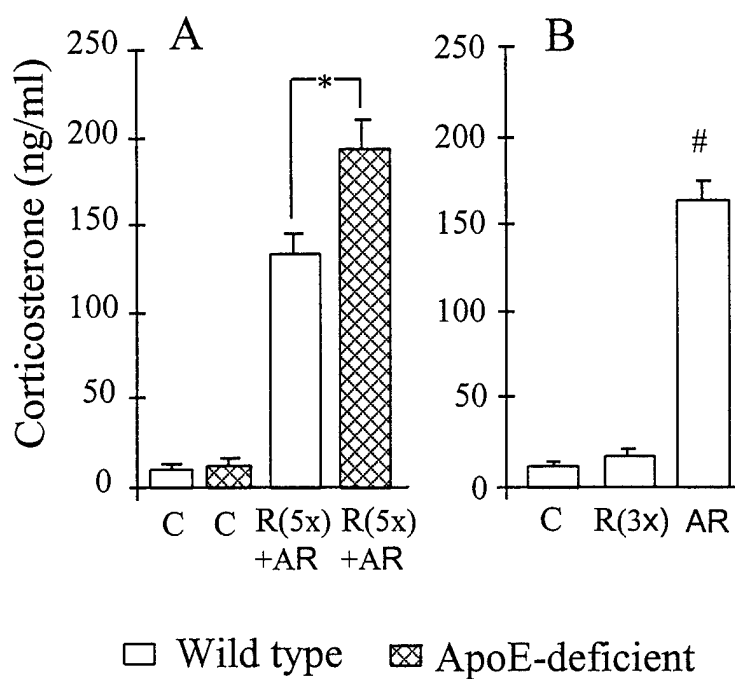 A
B
Corticosterone (ng/ml)
250
200
150
100
50
0
*
C
C
R(5x)
+AR
R(5x)
+AR
250
200
150
100
50
0
#
C
R(3x)
AR
Wild type
ApoE-deficient